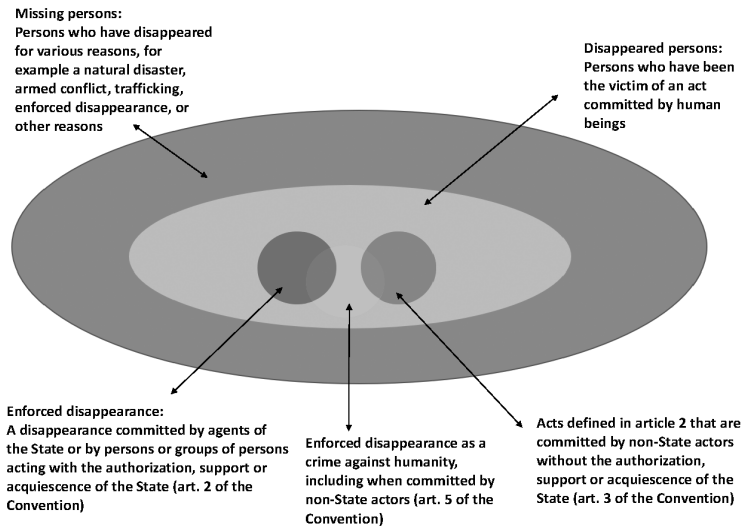 Missing persons:
Persons who have disappeared
for various reasons, for
example a natural disaster,
armed conflict, trafficking,
enforced disappearance, or
other reasons
Disappeared persons:
Persons who have been
the victim of an act
committed by human
beings
Enforced disappearance:
A disappearance committed by agents of
the State or by persons or groups of persons
acting with the authorization, support or
acquiescence of the State (art. 2 of the
Convention)
Enforced disappearance as a
crime against humanity,
including when committed by
non-State actors (art. 5 of the
Convention)
Acts defined in article 2 that are
committed by non-State actors
without the authorization,
support or acquiescence of the
State (art. 3 of the Convention)